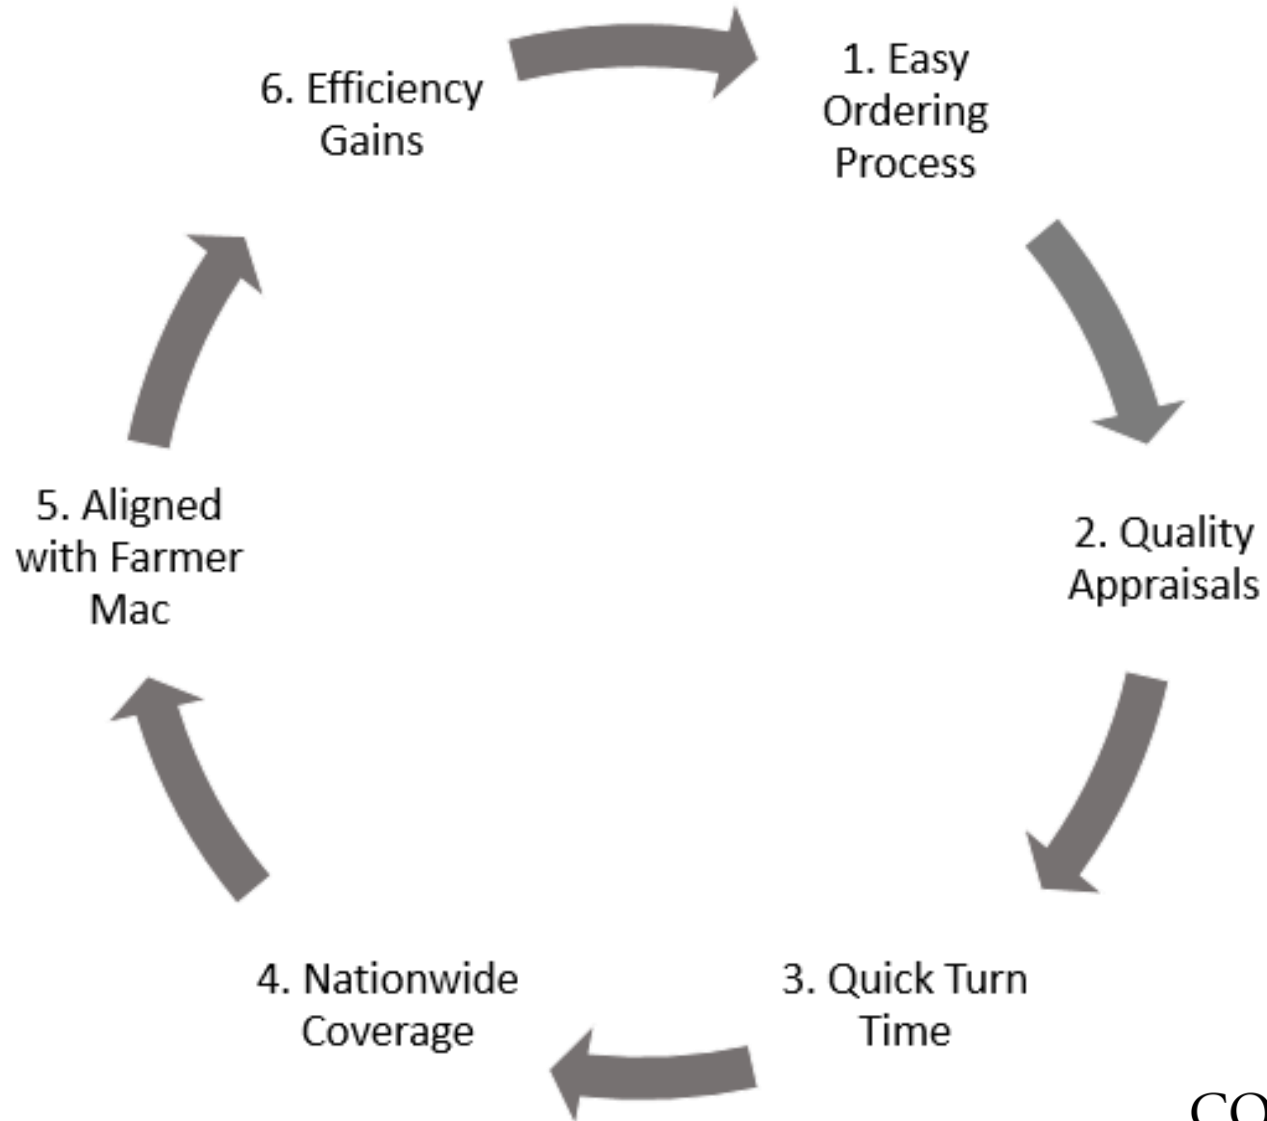 1. Easy
Ordering
Process
2. Quality
Appraisals
3. Quick Turn
Time
4. Nationwide
Coverage
5. Aligned
with Farmer
Mac
6. Efficiency
Gains
CO